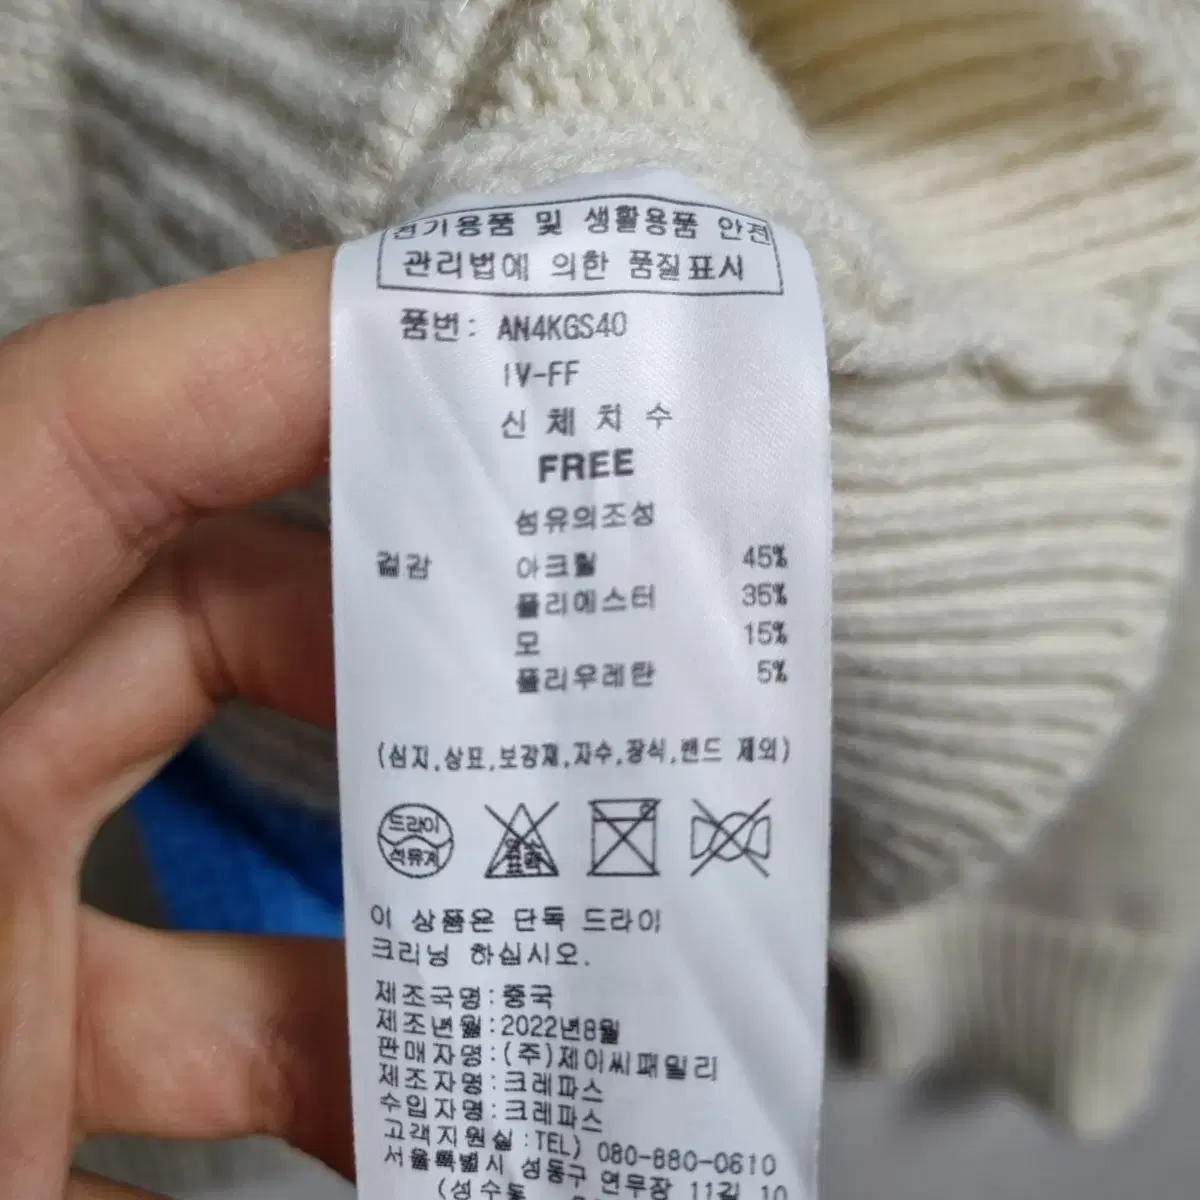 전기용품 및 생활용품 안전
관리법에 의한 품질표시
품번: AN4KGS40
IV-FF
신체치수
FREE
섬유의조성
겉감 아크릴 45%
폴리에스터 35%
모 15%
폴리우레탄 5%
(심지,상표,보강재,자수,장식,밴드 제외)
드라이
석유계
염소
표백
이 상품은 단독 드라이
크리닝 하십시오.
제조국명:중국
제조년월:2022년8월
판매자명:(주)제이씨패밀리
제조자명:크레파스
수입자명:크레파스
고객지원실:TEL) 080-880-0610
서울특별시 성동구 연무장 11길 10
(성수동